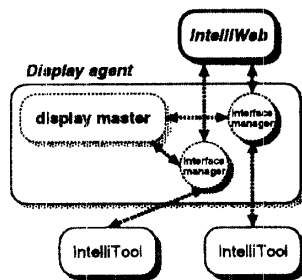 IntelliWeb
Display agent
display master
interface
manager
interface
manager
IntelliTool
IntelliTool